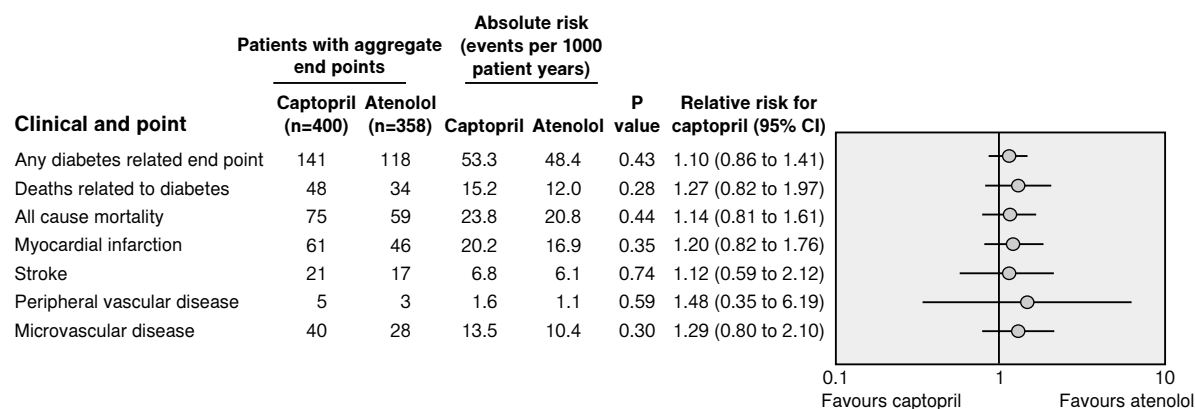 Absolute risk
Patients with aggregate (events per 1000
end points patient years)
Captopril Atenolol P Relative risk for
Clinical and point (n=400) (n=358) Captopril Atenolol value captopril (95% CI)
Any diabetes related end point 141 118 53.3 48.4 0.43 1.10 (0.86 to 1.41)
Deaths related to diabetes 48 34 15.2 12.0 0.28 1.27 (0.82 to 1.97)
All cause mortality 75 59 23.8 20.8 0.44 1.14 (0.81 to 1.61)
Myocardial infarction 61 46 20.2 16.9 0.35 1.20 (0.82 to 1.76)
Stroke 21 17 6.8 6.1 0.74 1.12 (0.59 to 2.12)
Peripheral vascular disease 5 3 1.6 1.1 0.59 1.48 (0.35 to 6.19)
Microvascular disease 40 28 13.5 10.4 0.30 1.29 (0.80 to 2.10)
0.1 1 10
Favours captopril Favours atenolol